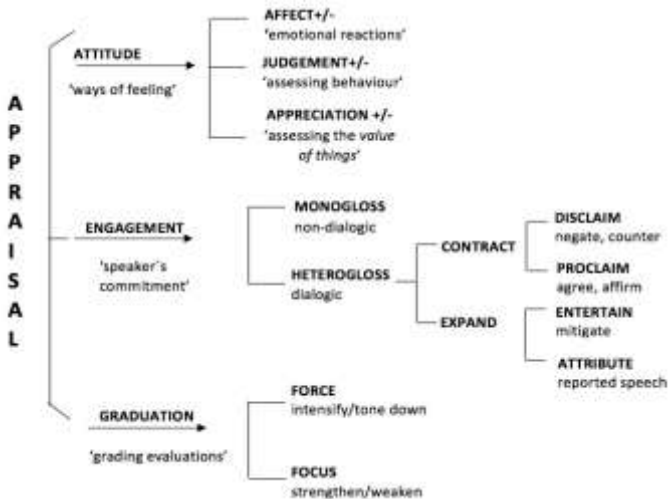 APPRAISAL
ATTITUDE
‘ways of feeling’
AFFECT+/-
‘emotional reactions’
JUDGEMENT+/-
‘assessing behaviour’
APPRECIATION +/-
‘assessing the value
of things’
ENGAGEMENT
‘speaker´s
commitment’
MONOGLOSS
non-dialogic
HETEROGLOSS
dialogic
CONTRACT
DISCLAIM
negate, counter
PROCLAIM
agree, affirm
EXPAND
ENTERTAIN
mitigate
ATTRIBUTE
reported speech
GRADUATION
‘grading evaluations’
FORCE
intensify/tone down
FOCUS
strengthen/weaken